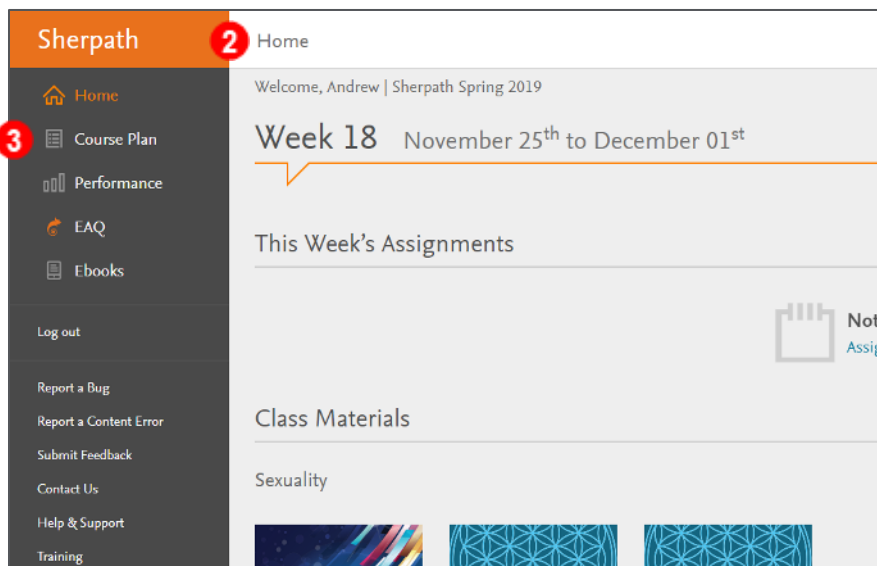 Sherpath
2 Home
Home
3 Course Plan
Performance
EAQ
Ebooks
Log out
Report a Bug
Report a Content Error
Submit Feedback
Contact Us
Help & Support
Training
Welcome, Andrew | Sherpath Spring 2019
Week 18 November 25th to December 01st
This Week's Assignments
Class Materials
Sexuality